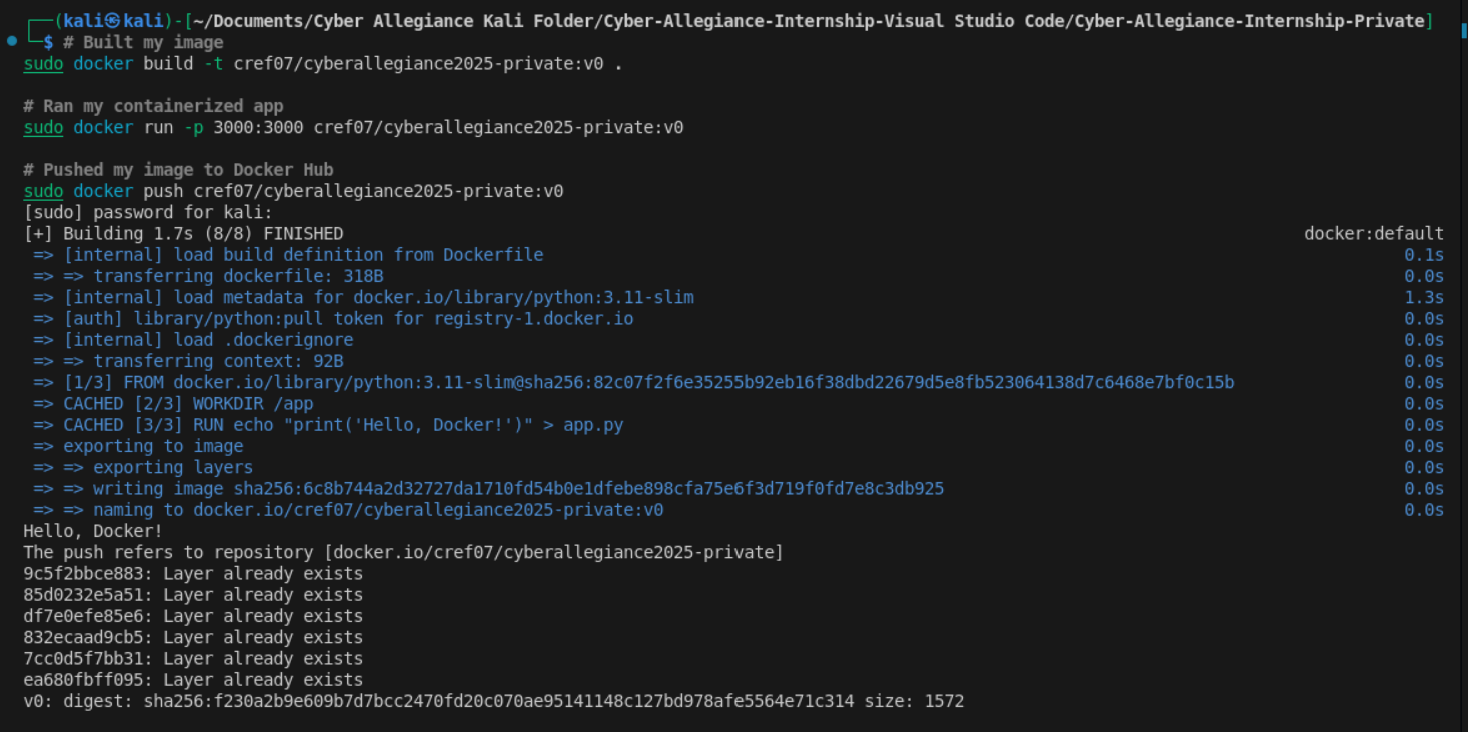 ┌──(kali㉿kali)-[~/Documents/Cyber Allegiance Kali Folder/Cyber-Allegiance-Internship-Visual Studio Code/Cyber-Allegiance-Internship-Private]
└─$ # Built my image
sudo docker build -t cref07/cyberallegiance2025-private:v0 .
# Ran my containerized app
sudo docker run -p 3000:3000 cref07/cyberallegiance2025-private:v0
# Pushed my image to Docker Hub
sudo docker push cref07/cyberallegiance2025-private:v0
[sudo] password for kali:
[+] Building 1.7s (8/8) FINISHED docker:default
=> [internal] load build definition from Dockerfile 0.1s
=> => transferring dockerfile: 318B 0.0s
=> [internal] load metadata for docker.io/library/python:3.11-slim 1.3s
=> [auth] library/python:pull token for registry-1.docker.io 0.0s
=> [internal] load .dockerignore 0.0s
=> => transferring context: 92B 0.0s
=> [1/3] FROM docker.io/library/python:3.11-slim@sha256:82c07f2f6e35255b92eb16f38dbd22679d5e8fb523064138d7c6468e7bf0c15b 0.0s
=> CACHED [2/3] WORKDIR /app 0.0s
=> CACHED [3/3] RUN echo "print('Hello, Docker!')" > app.py 0.0s
=> exporting to image 0.0s
=> => exporting layers 0.0s
=> => writing image sha256:6c8b744a2d32727da1710fd54b0e1dfebe898cfa75e6f3d719f0fd7e8c3db925 0.0s
=> => naming to docker.io/cref07/cyberallegiance2025-private:v0 0.0s
Hello, Docker!
The push refers to repository [docker.io/cref07/cyberallegiance2025-private]
9c5f2bbce883: Layer already exists
85d0232e5a51: Layer already exists
df7e0efe85e6: Layer already exists
832ecaad9cb5: Layer already exists
7cc0d5f7bb31: Layer already exists
ea680fbff095: Layer already exists
v0: digest: sha256:f230a2b9e609b7d7bcc2470fd20c070ae95141148c127bd978afe5564e71c314 size: 1572